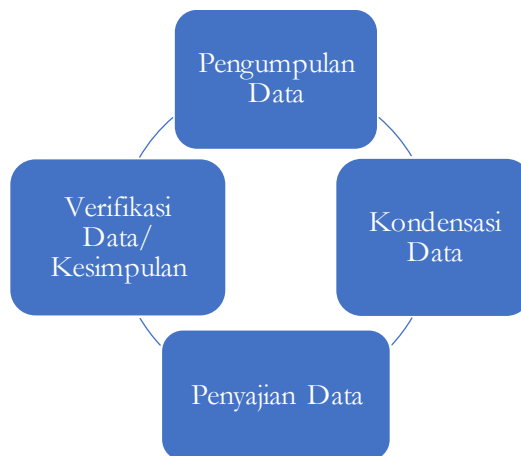 Pengumpulan
Data
Kondensasi
Data
Penyajian Data
Verifikasi
Data/
Kesimpulan